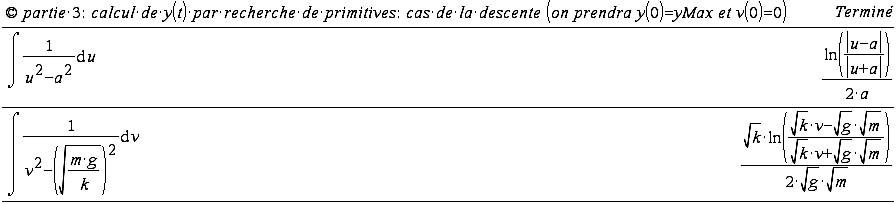 © partie 3: calcul de y(t) par recherche de primitives: cas de la descente (on prendra y(0)=yMax et v(0)=0) Terminé
∫ 1/(u²−a²) du    ln(|u−a|/|u+a|)/(2·a)
∫ 1/(v²−(√(m·g/k))²) dv    √k·ln((√k·v−√g·√m)/(√k·v+√g·√m))/(2·√g·√m)